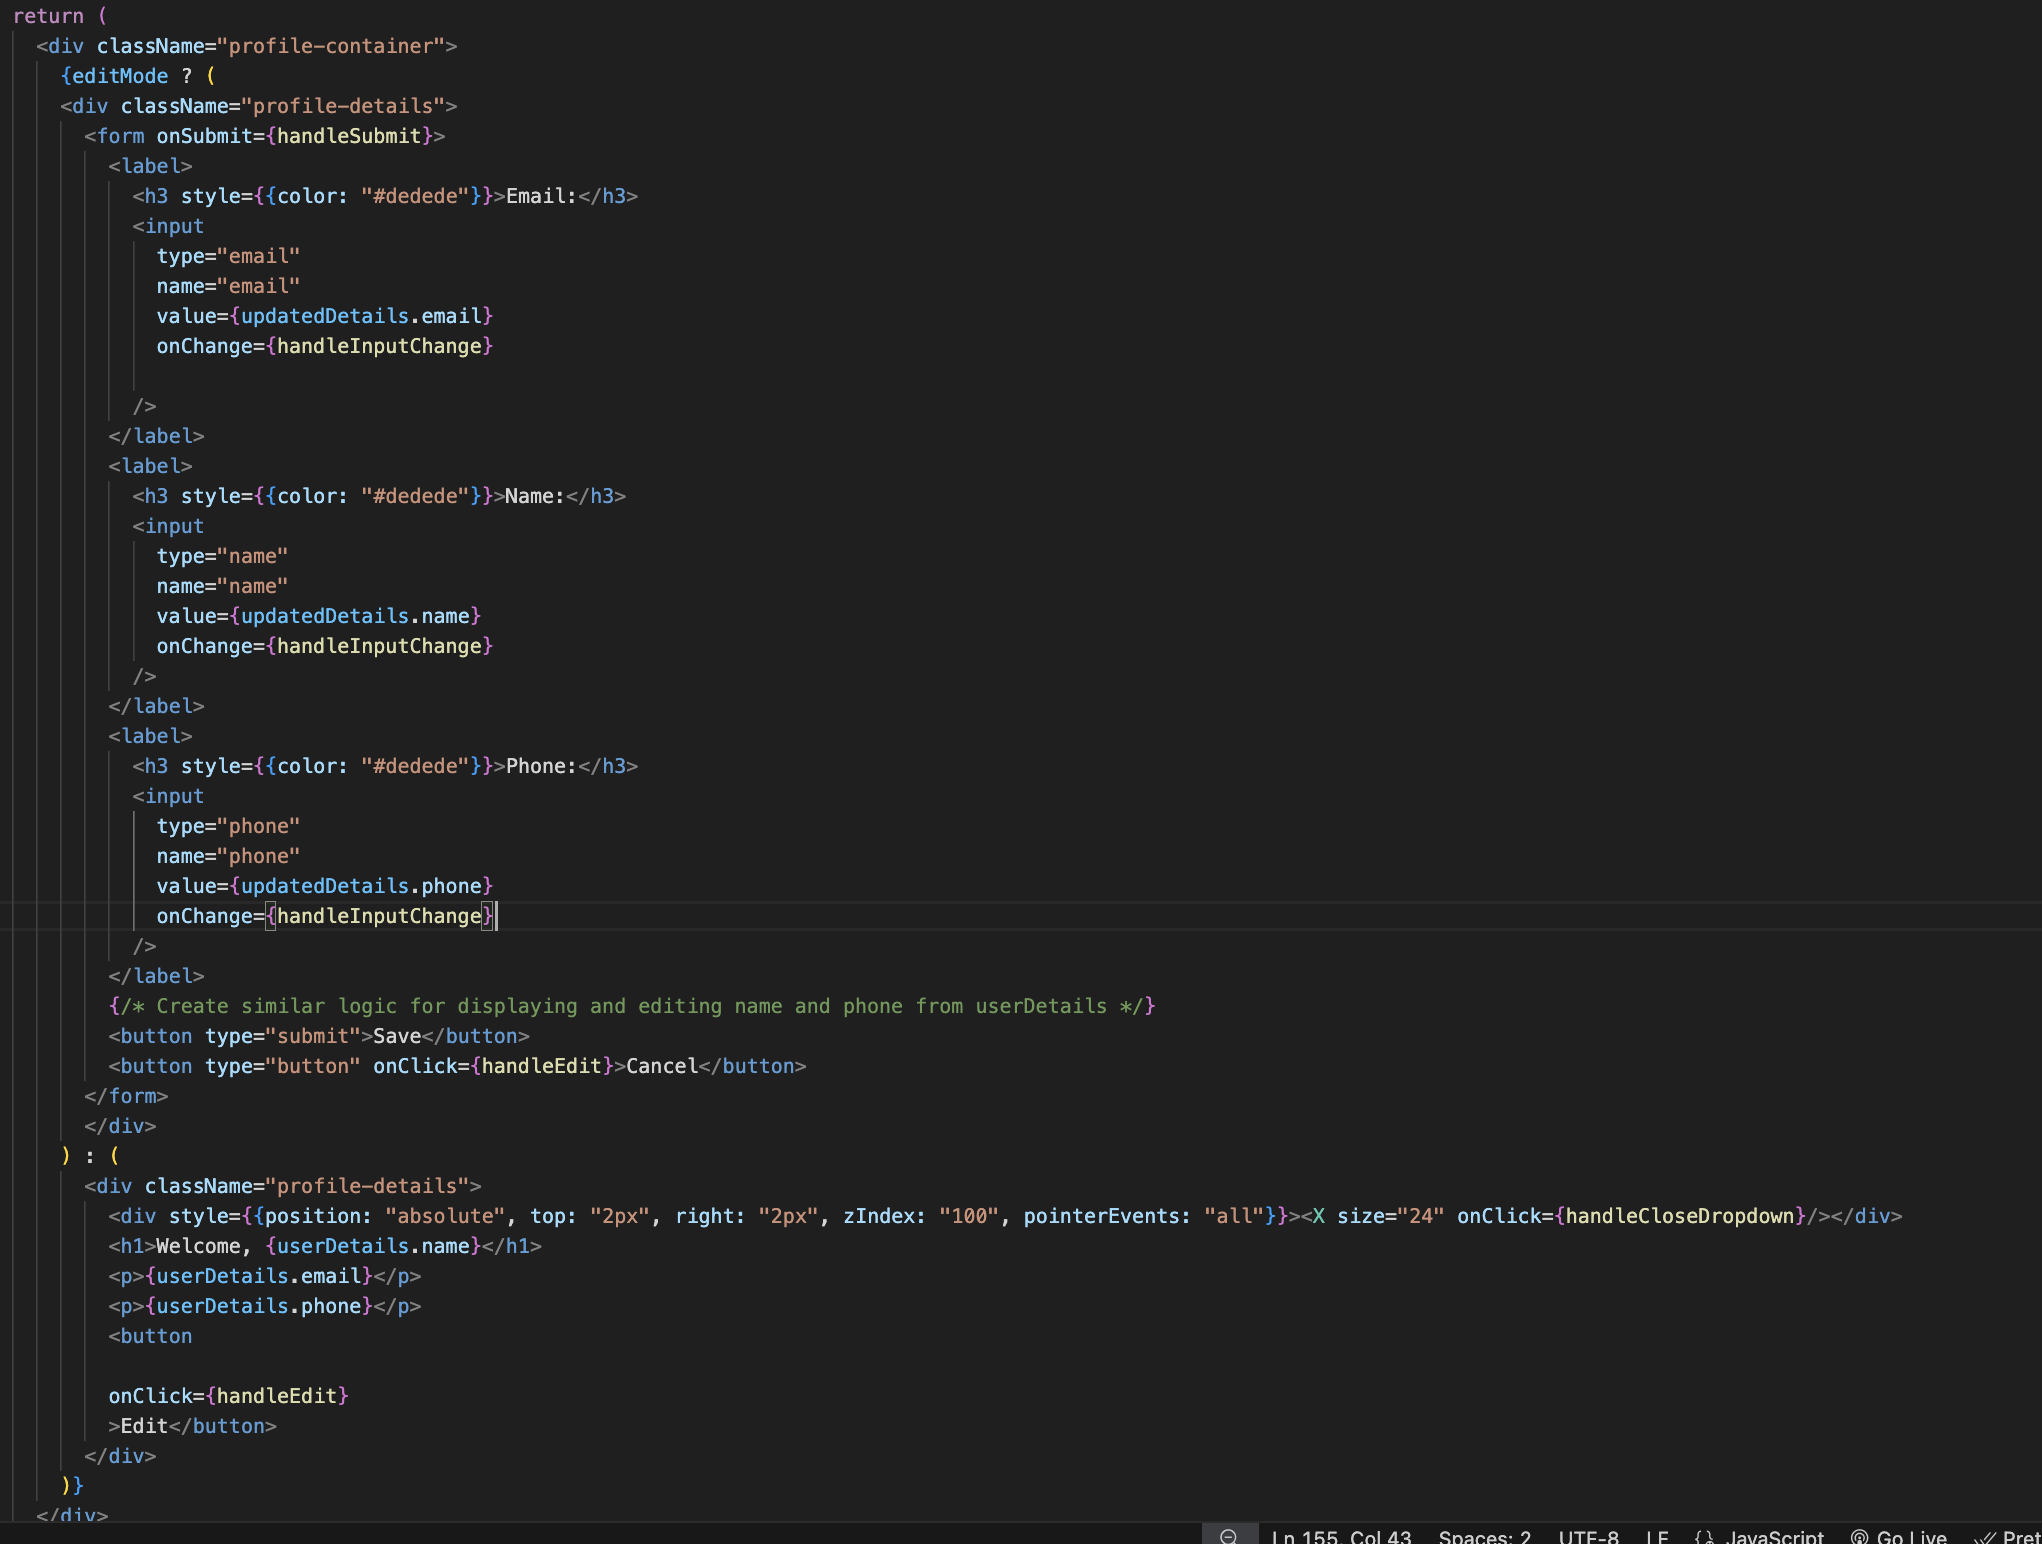 return (
<div className="profile-container">
{editMode ? (
<div className="profile-details">
<form onSubmit={handleSubmit}>
<label>
<h3 style={{color: "#dedede"}}>Email:</h3>
<input
type="email"
name="email"
value={updatedDetails.email}
onChange={handleInputChange}
/>
</label>
<label>
<h3 style={{color: "#dedede"}}>Name:</h3>
<input
type="name"
name="name"
value={updatedDetails.name}
onChange={handleInputChange}
/>
</label>
<label>
<h3 style={{color: "#dedede"}}>Phone:</h3>
<input
type="phone"
name="phone"
value={updatedDetails.phone}
onChange={handleInputChange}
/>
</label>
{/* Create similar logic for displaying and editing name and phone from userDetails */}
<button type="submit">Save</button>
<button type="button" onClick={handleEdit}>Cancel</button>
</form>
</div>
) : (
<div className="profile-details">
<div style={{position: "absolute", top: "2px", right: "2px", zIndex: "100", pointerEvents: "all"}}><X size="24" onClick={handleCloseDropdown}/></div>
<h1>Welcome, {userDetails.name}</h1>
<p>{userDetails.email}</p>
<p>{userDetails.phone}</p>
<button
onClick={handleEdit}
>Edit</button>
</div>
)}
</div>
Ln 155, Col 43 Spaces: 2 UTF-8 LF {} JavaScript Go Live Pret